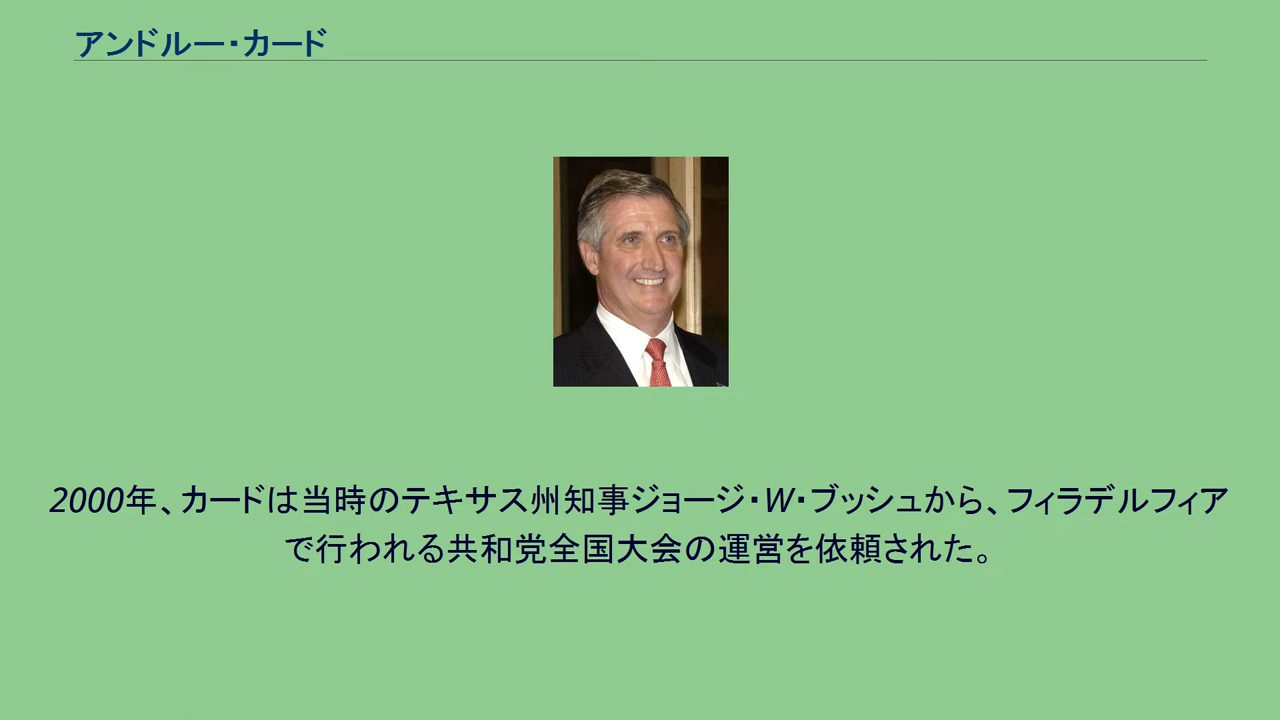 アンドルー・カード
2000年、カードは当時のテキサス州知事ジョージ・W・ブッシュから、フィラデルフィア
で行われる共和党全国大会の運営を依頼された。